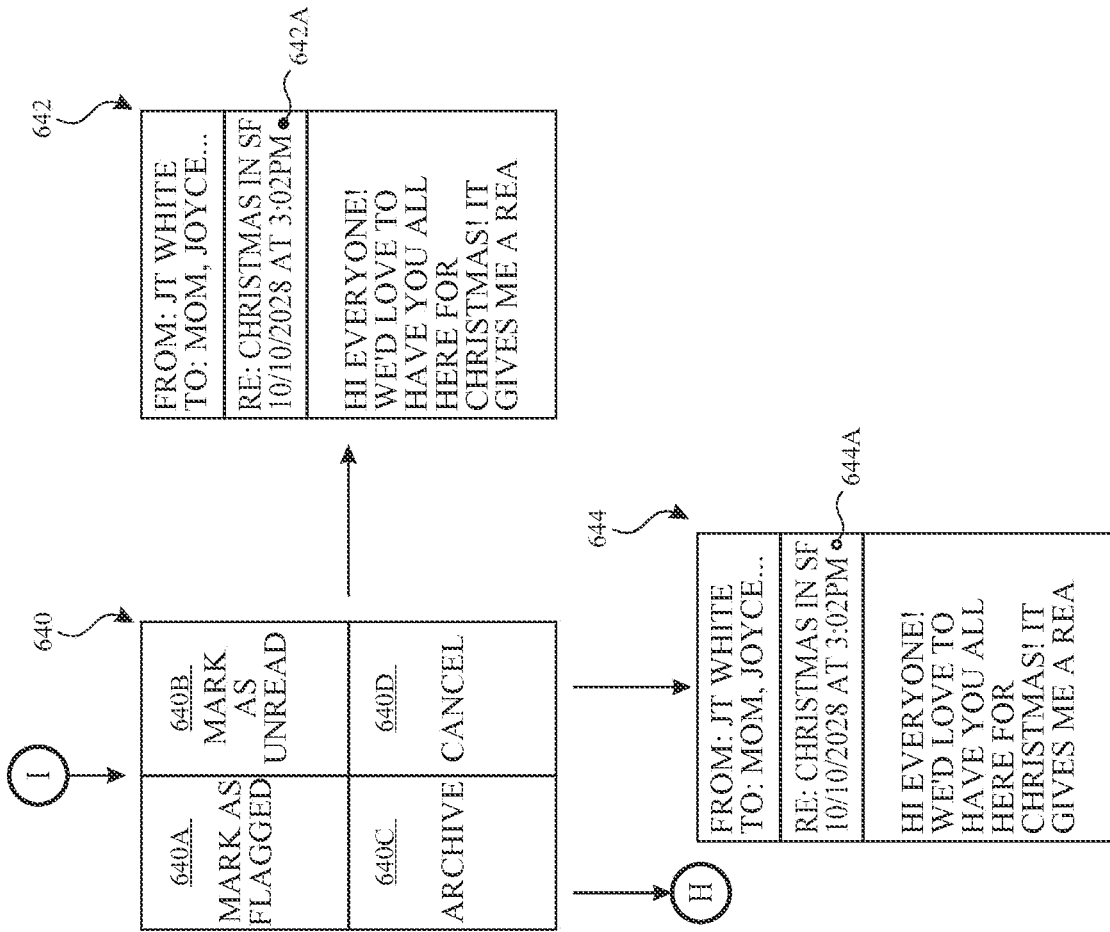 I
640
640A
MARK AS
FLAGGED
640B
MARK
AS
UNREAD
640C
ARCHIVE
640D
CANCEL
642
FROM: JT WHITE
TO: MOM, JOYCE...
RE: CHRISTMAS IN SF
10/10/2028 AT 3:02PM
642A
HI EVERYONE!
WE'D LOVE TO
HAVE YOU ALL
HERE FOR
CHRISTMAS! IT
GIVES ME A REA
H
644
FROM: JT WHITE
TO: MOM, JOYCE...
RE: CHRISTMAS IN SF
10/10/2028 AT 3:02PM
644A
HI EVERYONE!
WE'D LOVE TO
HAVE YOU ALL
HERE FOR
CHRISTMAS! IT
GIVES ME A REA